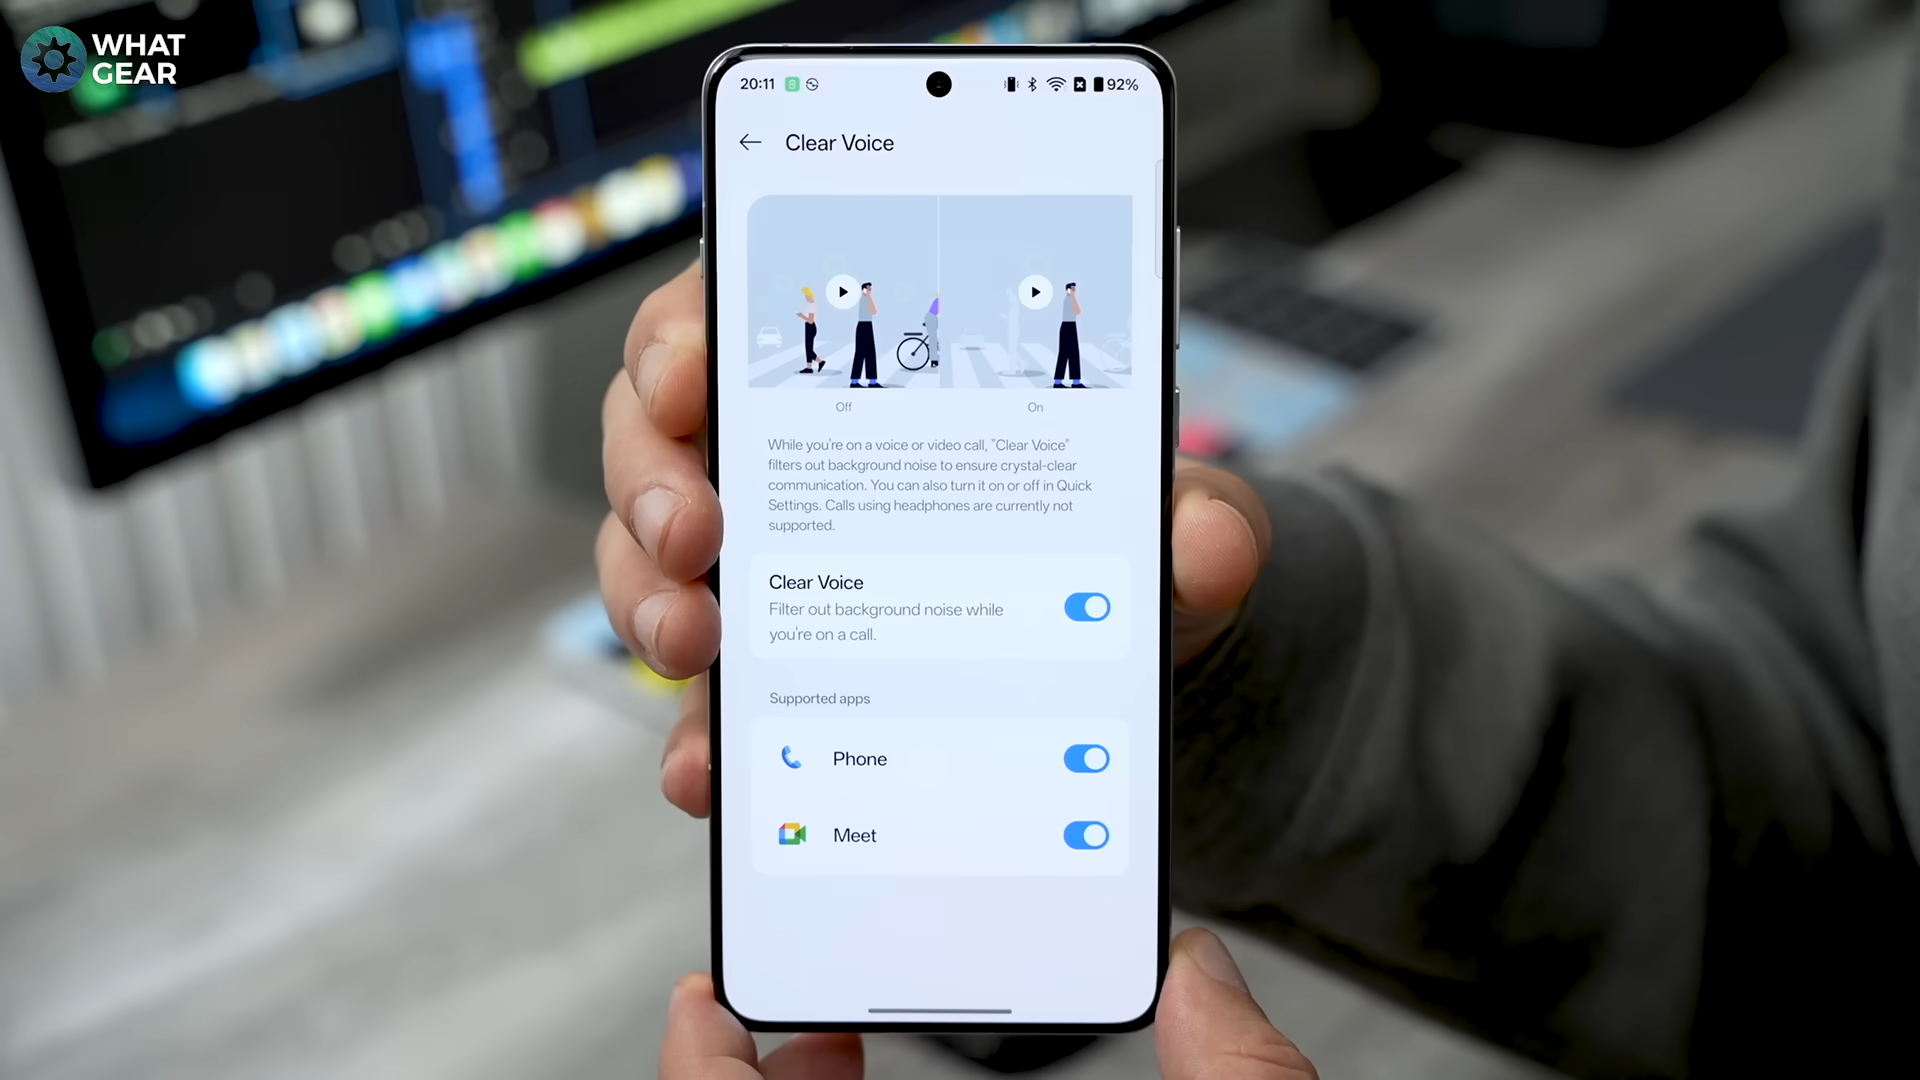 WHAT
GEAR
20:11
92%
Clear Voice
Off
On
While you're on a voice or video call, "Clear Voice"
filters out background noise to ensure crystal-clear
communication. You can also turn it on or off in Quick
Settings. Calls using headphones are currently not
supported.
Clear Voice
Filter out background noise while
you're on a call.
Supported apps
Phone
Meet